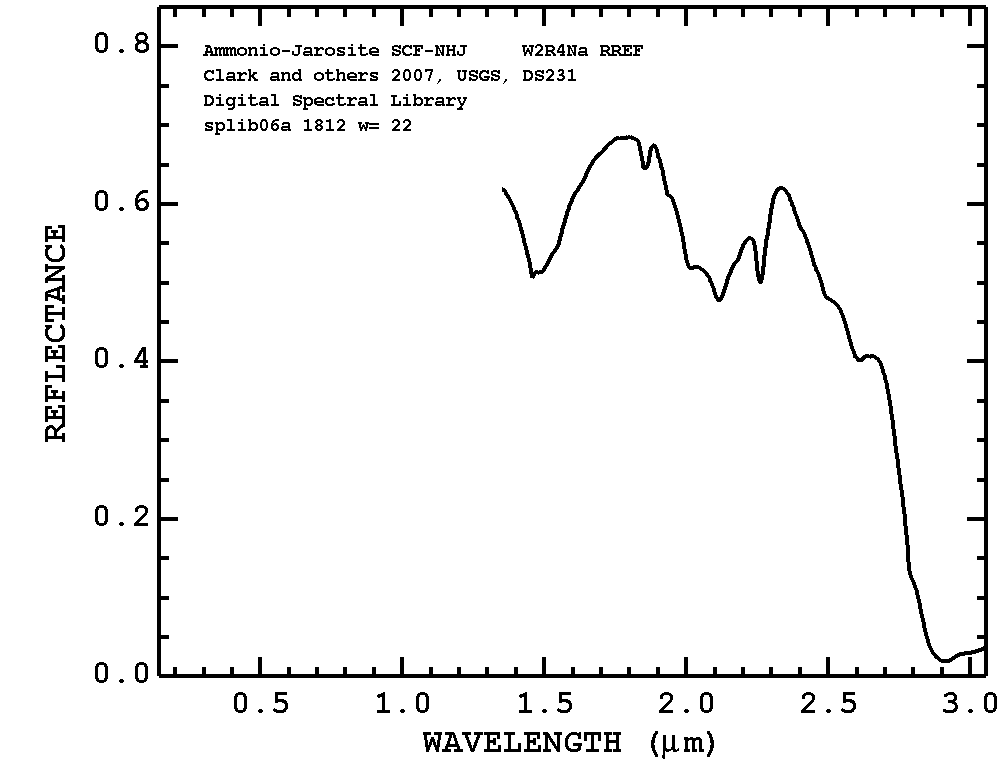 Ammonio-Jarosite SCF-NHJ W2R4Na RREF
Clark and others 2007, USGS, DS231
Digital Spectral Library
splib06a 1812 w= 22
REFLECTANCE
0.8
0.6
0.4
0.2
0.0
0.5 1.0 1.5 2.0 2.5 3.0
WAVELENGTH (μm)